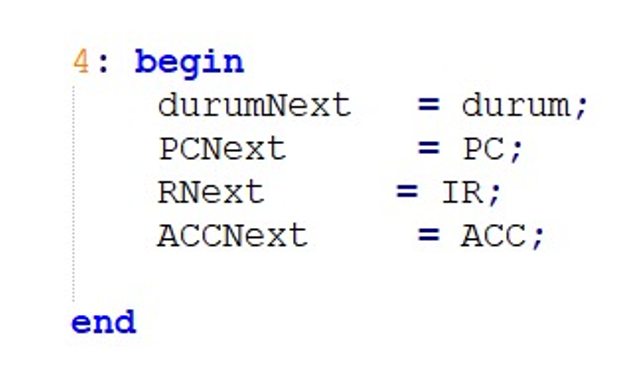 4: begin
durumNext = durum;
PCNext = PC;
RNext = IR;
ACCNext = ACC;
end